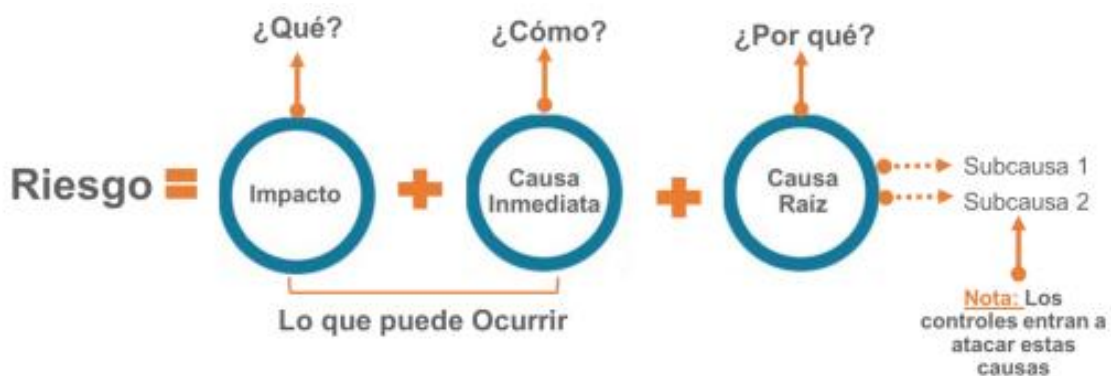 ¿Qué?
¿Cómo?
¿Por qué?
Riesgo =
Impacto
+
Causa
Inmediata
+
Causa
Raíz
Subcausa 1
Subcausa 2
Lo que puede Ocurrir
Nota: Los
controles entran a
atacar estas
causas